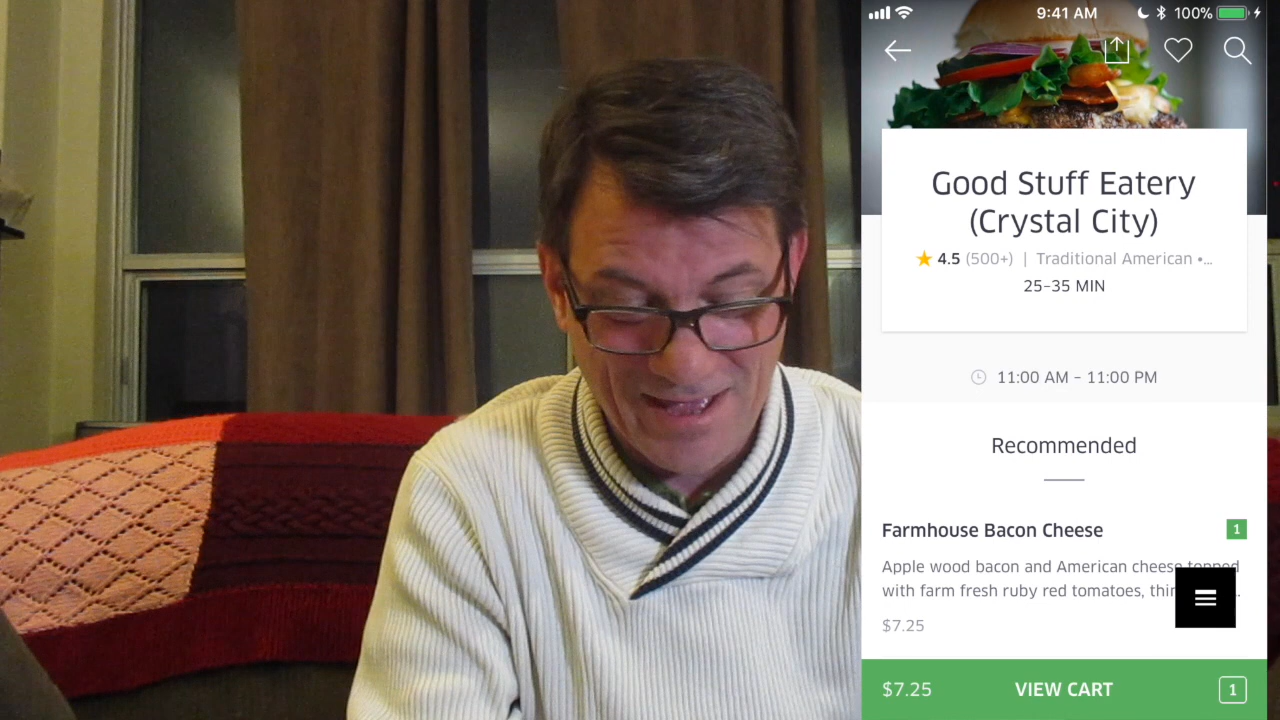 9:41 AM
100%
Good Stuff Eatery
(Crystal City)
4.5 (500+) | Traditional American •...
25–35 MIN
11:00 AM – 11:00 PM
Recommended
Farmhouse Bacon Cheese
1
Apple wood bacon and American cheese topped
with farm fresh ruby red tomatoes,
$7.25
$7.25
VIEW CART
1